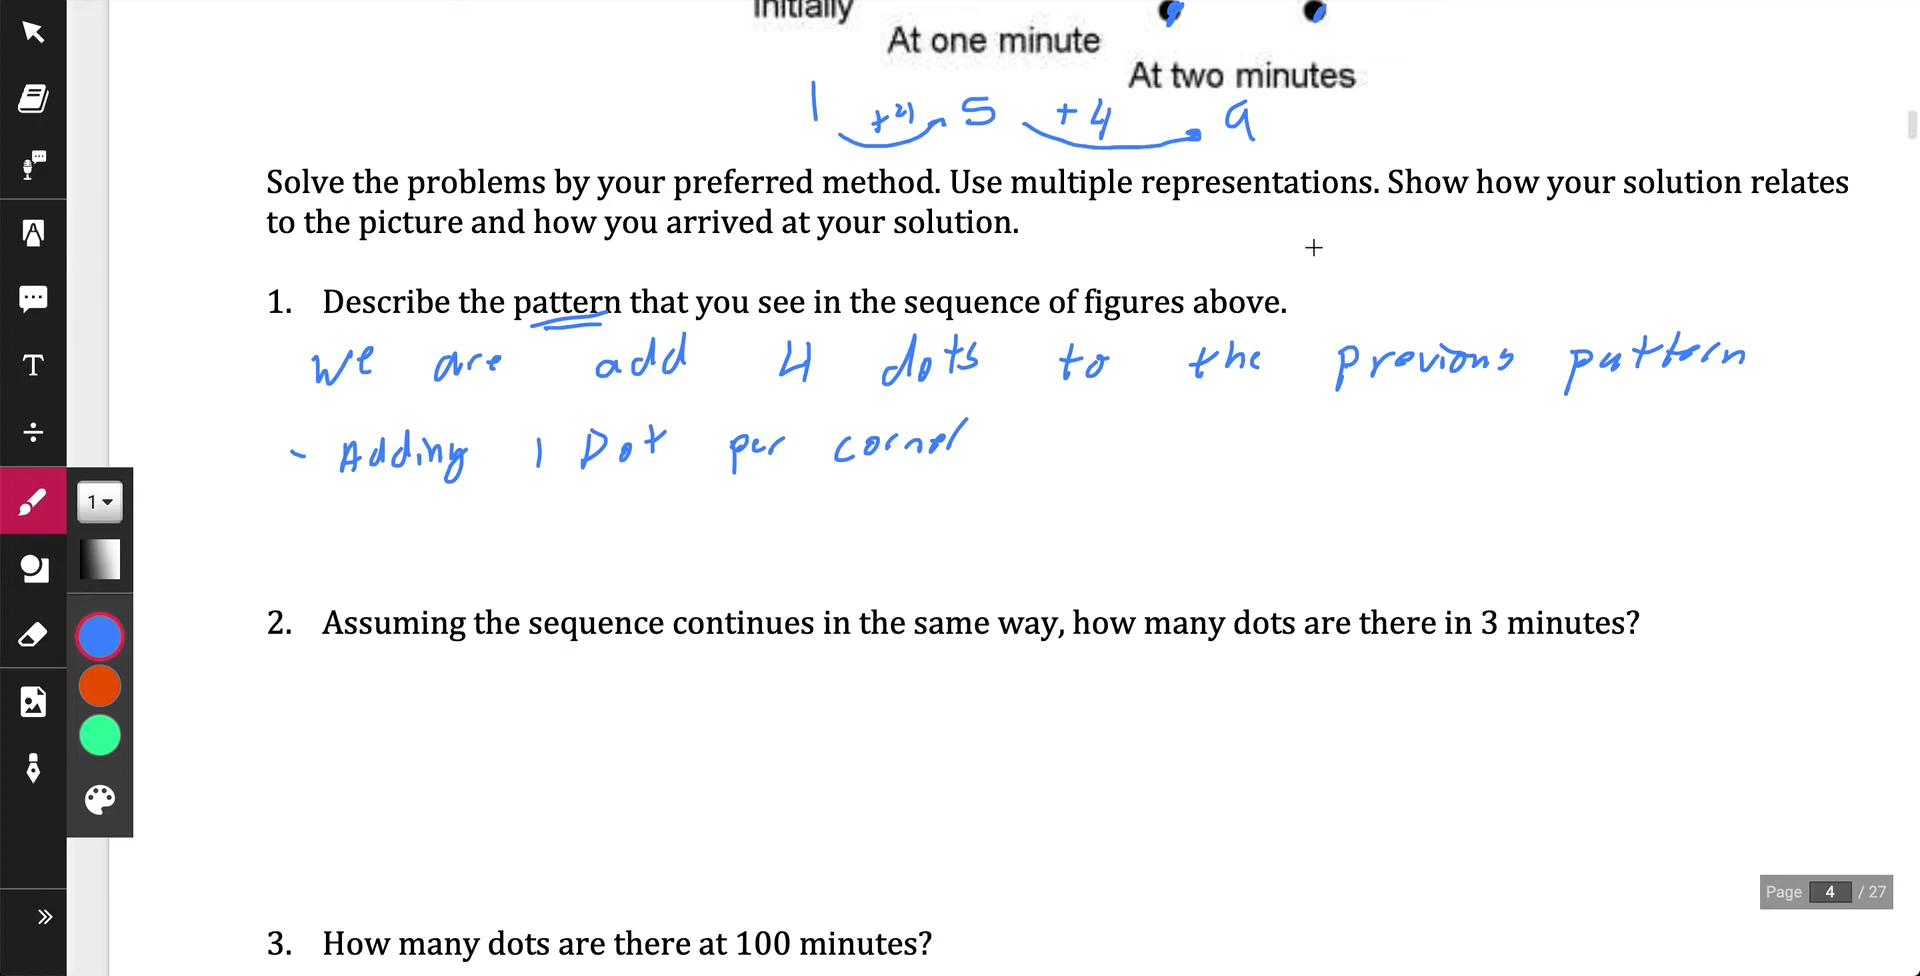 Initially
At one minute
At two minutes
1 +4 5 +4 9
Solve the problems by your preferred method. Use multiple representations. Show how your solution relates
to the picture and how you arrived at your solution.
1. Describe the pattern that you see in the sequence of figures above.
We are add 4 dots to the previous pattern
- Adding 1 Dot per corner
1
2. Assuming the sequence continues in the same way, how many dots are there in 3 minutes?
Page 4 / 27
3. How many dots are there at 100 minutes?